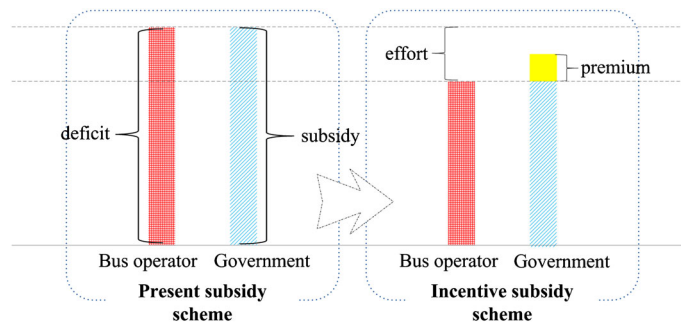 effort
premium
deficit
subsidy
Bus operator
Government
Bus operator
Government
Present subsidy
scheme
Incentive subsidy
scheme